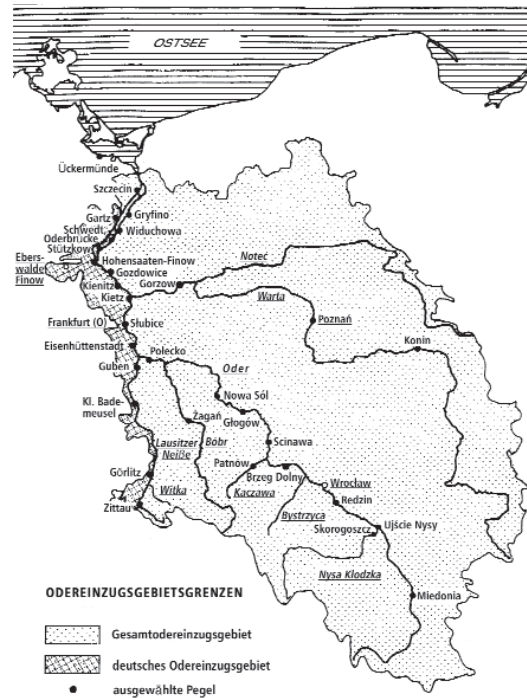 OSTSEE
Ückermünde
Szczecin
Gartz
Gryfino
Schwedt
Widuchowa
Oderbrücke
Stützkow
Ebers-
walde
Finow
Hohensaaten-Finow
Gozdowice
Kienitz
Gorzow
Noteć
Kietz
Warta
Poznań
Frankfurt (O)
Słubice
Konin
Eisenhüttenstadt
Połecko
Guben
Oder
Nowa Sól
Kl. Bade-
meusel
Żagań
Głogów
Lausitzer
Neiße
Bóbr
Scinawa
Patnów
Görlitz
Witka
Brzeg Dolny
Wrocław
Kaczawa
Redzin
Zittau
Bystrzyca
Skorogoszcz
Ujście Nysy
Nysa Kłodzka
Miedonia
ODEREINZUGSGEBIETSGRENZEN
Gesamtodereinzugsgebiet
deutsches Odereinzugsgebiet
ausgewählte Pegel